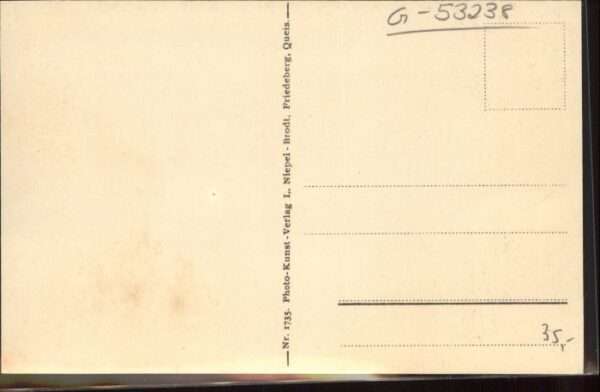 G-53238
Nr. 1735. Photo-Kunst-Verlag L. Niepel-Brodt, Friedeberg, Queis.
35,-